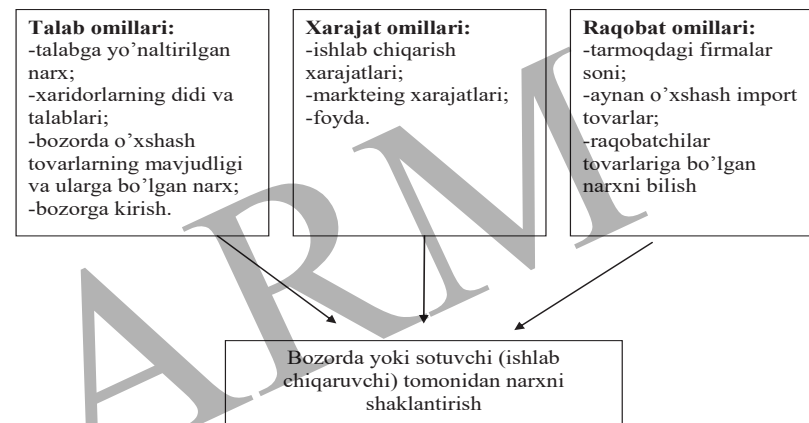 Talab omillari:
-talabga yo’naltirilgan
narx;
-xaridorlarning didi va
talablari;
-bozorda o’xshash
tovarlarning mavjudligi
va ularga bo’lgan narx;
-bozorga kirish.
Xarajat omillari:
-ishlab chiqarish
xarajatlari;
-markteing xarajatlari;
-foyda.
Raqobat omillari:
-tarmoqdagi firmalar
soni;
-aynan o’xshash import
tovarlar;
-raqobatchilar
tovarlariga bo’lgan
narxni bilish
Bozorda yoki sotuvchi (ishlab
chiqaruvchi) tomonidan narxni
shaklantirish
ARM